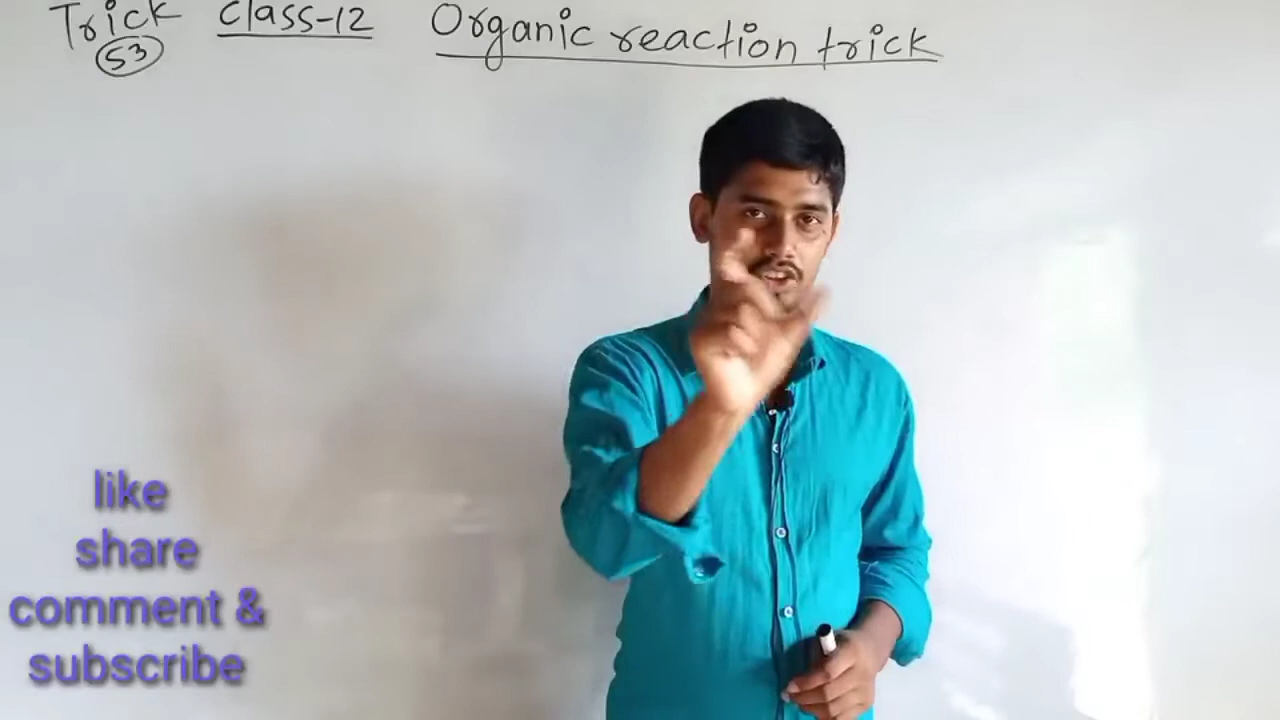 Trick class-12 Organic reaction trick
53
like
share
comment &
subscribe